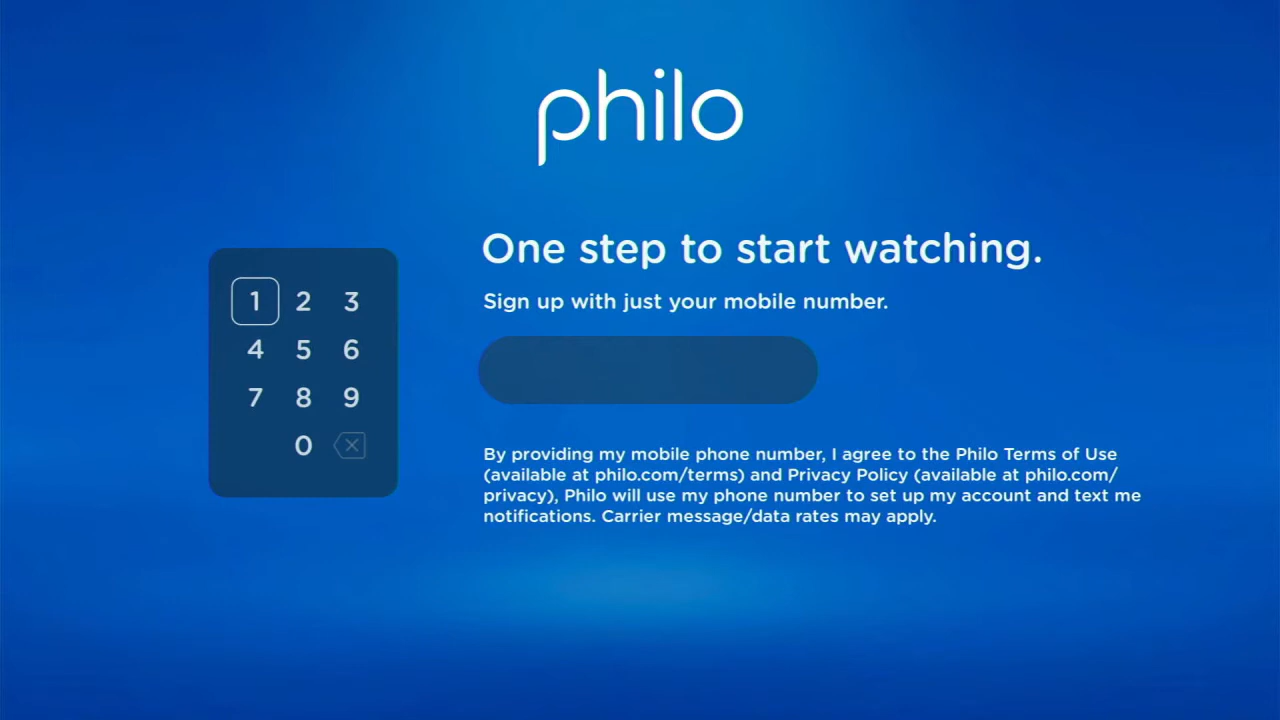 philo
One step to start watching.
Sign up with just your mobile number.
1 2 3
4 5 6
7 8 9
0
By providing my mobile phone number, I agree to the Philo Terms of Use
(available at philo.com/terms) and Privacy Policy (available at philo.com/
privacy), Philo will use my phone number to set up my account and text me
notifications. Carrier message/data rates may apply.